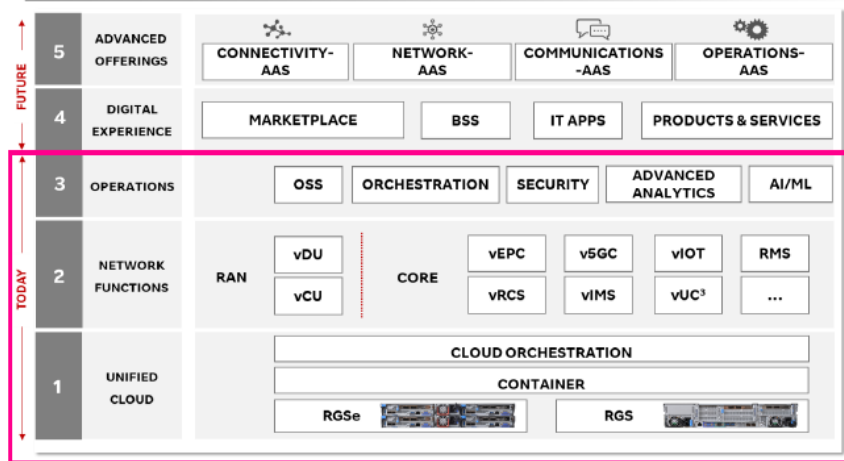 FUTURE
5
ADVANCED
OFFERINGS
CONNECTIVITY-
AAS
NETWORK-
AAS
COMMUNICATIONS
-AAS
OPERATIONS-
AAS
4
DIGITAL
EXPERIENCE
MARKETPLACE
BSS
IT APPS
PRODUCTS & SERVICES
TODAY
3
OPERATIONS
OSS
ORCHESTRATION
SECURITY
ADVANCED
ANALYTICS
AI/ML
2
NETWORK
FUNCTIONS
RAN
vDU
vCU
CORE
vEPC
v5GC
vIOT
RMS
vRCS
vIMS
vUC³
...
1
UNIFIED
CLOUD
CLOUD ORCHESTRATION
CONTAINER
RGSe
RGS